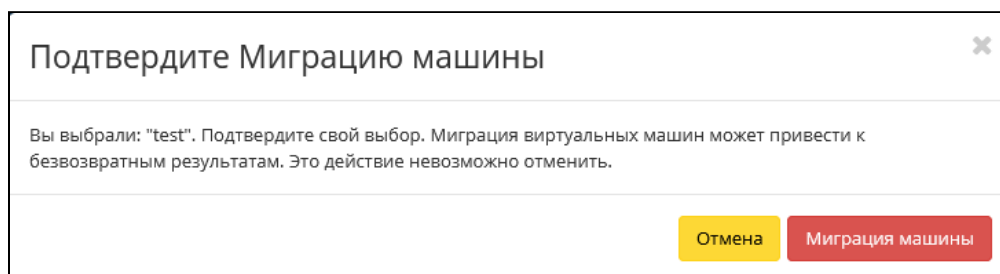 Подтвердите Миграцию машины
Вы выбрали: "test". Подтвердите свой выбор. Миграция виртуальных машин может привести к
безвозвратным результатам. Это действие невозможно отменить.
Отмена
Миграция машины